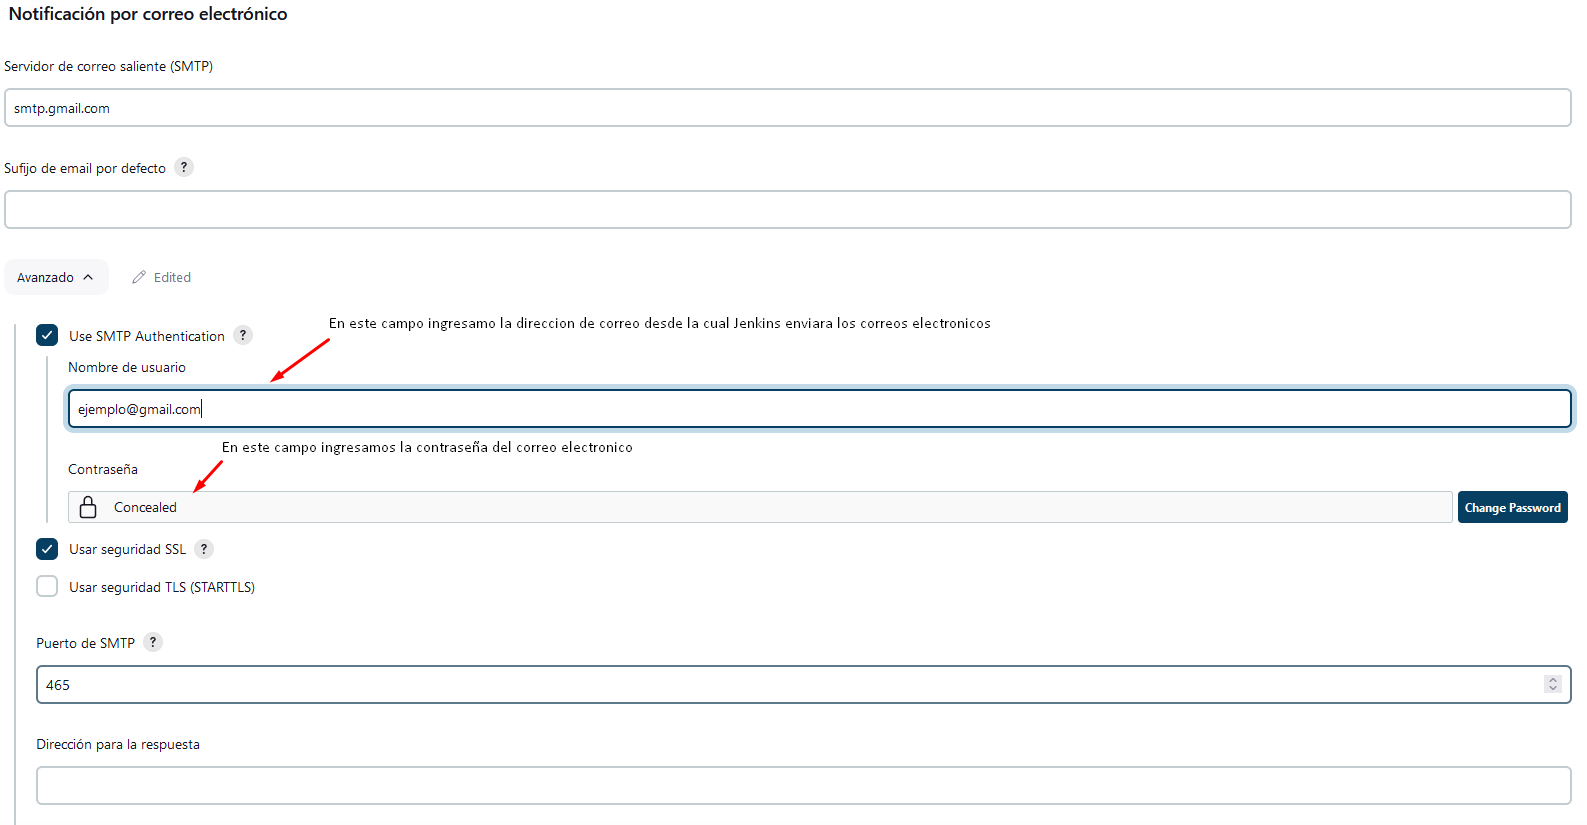 Notificación por correo electrónico
Servidor de correo saliente (SMTP)
smtp.gmail.com
Sufijo de email por defecto ?
Avanzado Edited
En este campo ingresamo la direccion de correo desde la cual Jenkins enviara los correos electronicos
Use SMTP Authentication ?
Nombre de usuario
ejemplo@gmail.com
En este campo ingresamos la contraseña del correo electronico
Contraseña
Concealed Change Password
Usar seguridad SSL ?
Usar seguridad TLS (STARTTLS)
Puerto de SMTP ?
465
Dirección para la respuesta